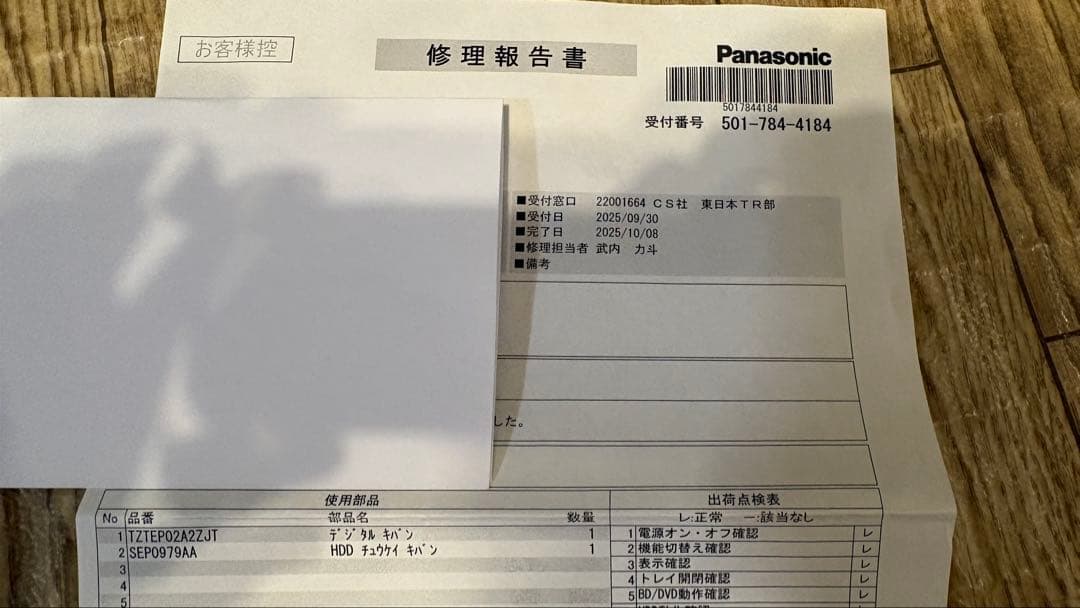 お客様控
修理報告書
Panasonic
5017844184
受付番号 501-784-4184
■受付窓口 22001664 CS社 東日本TR部
■受付日 2025/09/30
■完了日 2025/10/08
■修理担当者 武内 力斗
■備考
した。
使用部品
No 品番 部品名 数量
1 TZTEP02A2ZJT デジタル キバン 1
2 SEP0979AA HDD チュウケイ キバン 1
3
4
5
出荷点検表
レ:正常 ー:該当なし
1 電源オン・オフ確認 レ
2 機能切替え確認 レ
3 表示確認 レ
4 トレイ開閉確認 レ
5 BD/DVD動作確認 レ